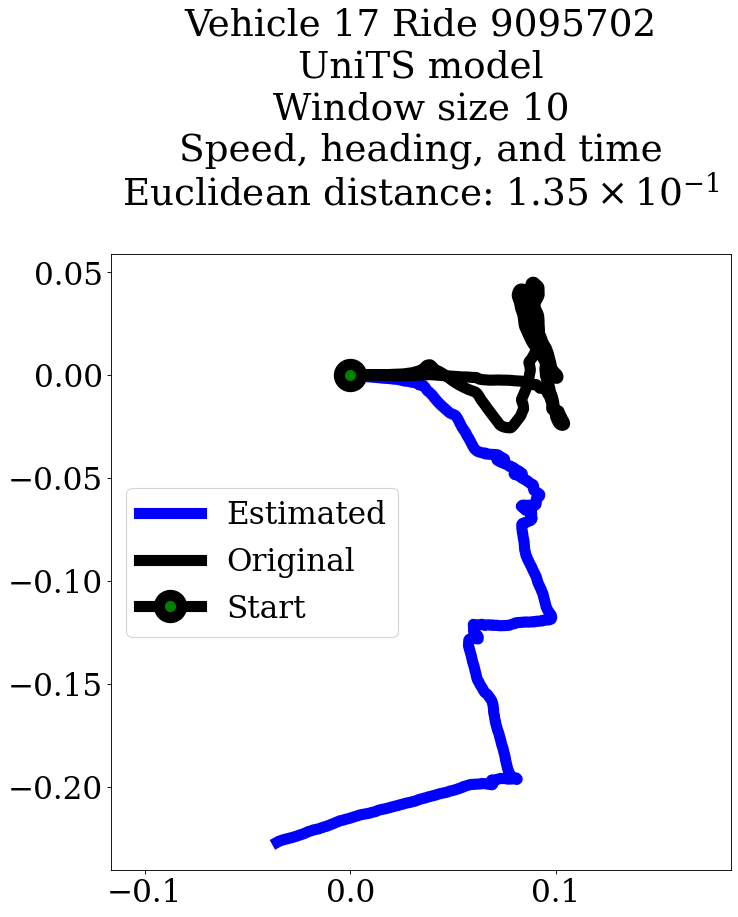 Vehicle 17 Ride 9095702
UniTS model
Window size 10
Speed, heading, and time
Euclidean distance: 1.35 × 10⁻¹
0.05
0.00
−0.05
−0.10
−0.15
−0.20
Estimated
Original
Start
−0.1
0.0
0.1